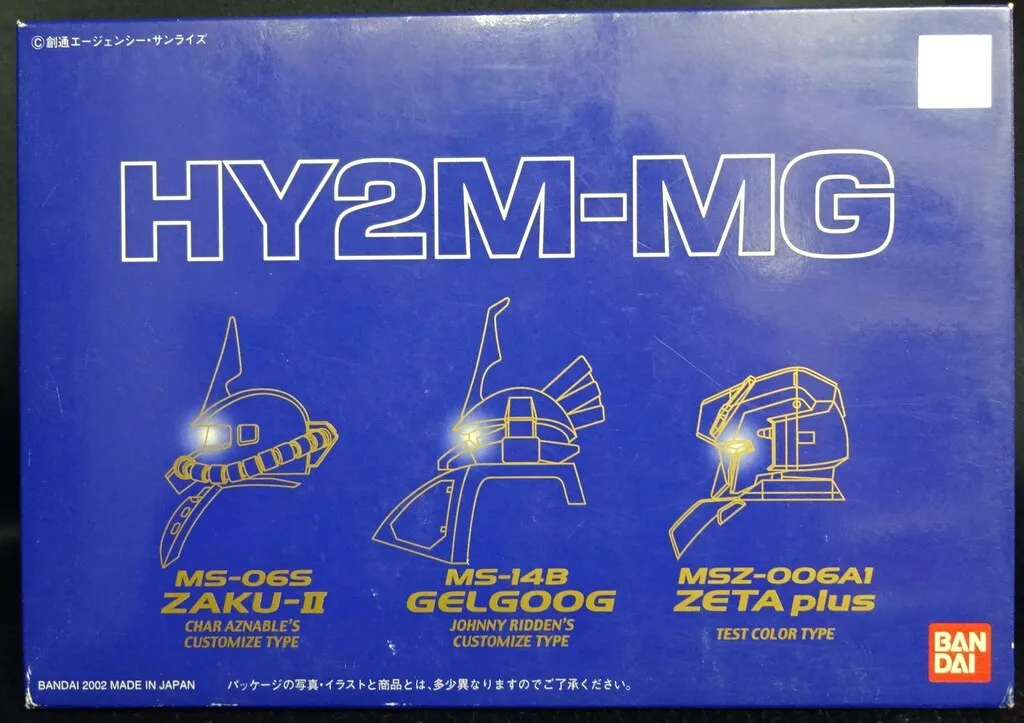 ©創通エージェンシー・サンライズ
HY2M-MG
MS-06S
ZAKU-II
CHAR AZNABLE'S
CUSTOMIZE TYPE
MS-14B
GELGOOG
JOHNNY RIDDEN'S
CUSTOMIZE TYPE
MSZ-006A1
ZETA plus
TEST COLOR TYPE
BAN
DAI
BANDAI 2002 MADE IN JAPAN パッケージの写真・イラストと商品とは、多少異なりますのでご了承ください。